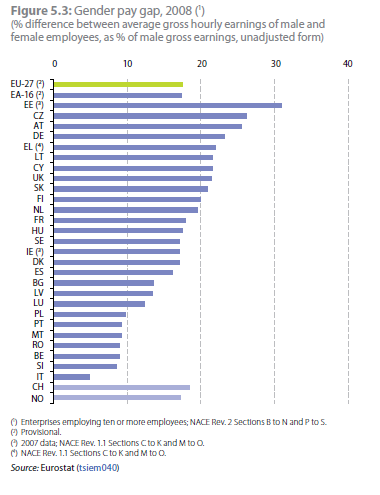 Figure 5.3: Gender pay gap, 2008 (¹)
(% difference between average gross hourly earnings of male and
female employees, as % of male gross earnings, unadjusted form)
0 10 20 30 40
EU-27 (²)
EA-16 (²)
EE (³)
CZ
AT
DE
EL (⁴)
LT
CY
UK
SK
FI
NL
FR
HU
SE
IE (²)
DK
ES
BG
LV
LU
PL
PT
MT
RO
BE
SI
IT
CH
NO
(¹) Enterprises employing ten or more employees; NACE Rev. 2 Sections B to N and P to S.
(²) Provisional.
(³) 2007 data; NACE Rev. 1.1 Sections C to K and M to O.
(⁴) NACE Rev. 1.1 Sections C to K and M to O.
Source: Eurostat (tsiem040)